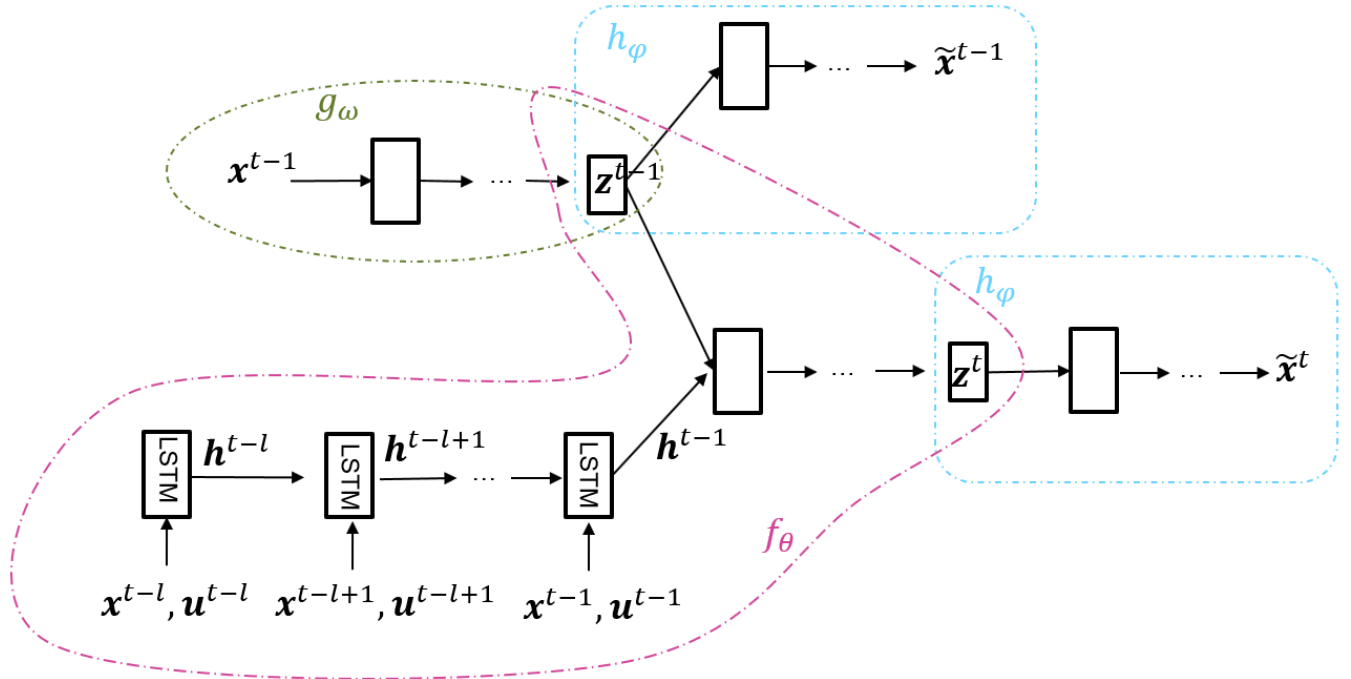 h_φ
x̃^{t−1}
...
g_ω
x^{t−1}
...
z^{t−1}
h_φ
...
z^t
...
x̃^t
LSTM
h^{t−l}
LSTM
h^{t−l+1}
...
LSTM
h^{t−1}
f_θ
x^{t−l}, u^{t−l}
x^{t−l+1}, u^{t−l+1}
x^{t−1}, u^{t−1}